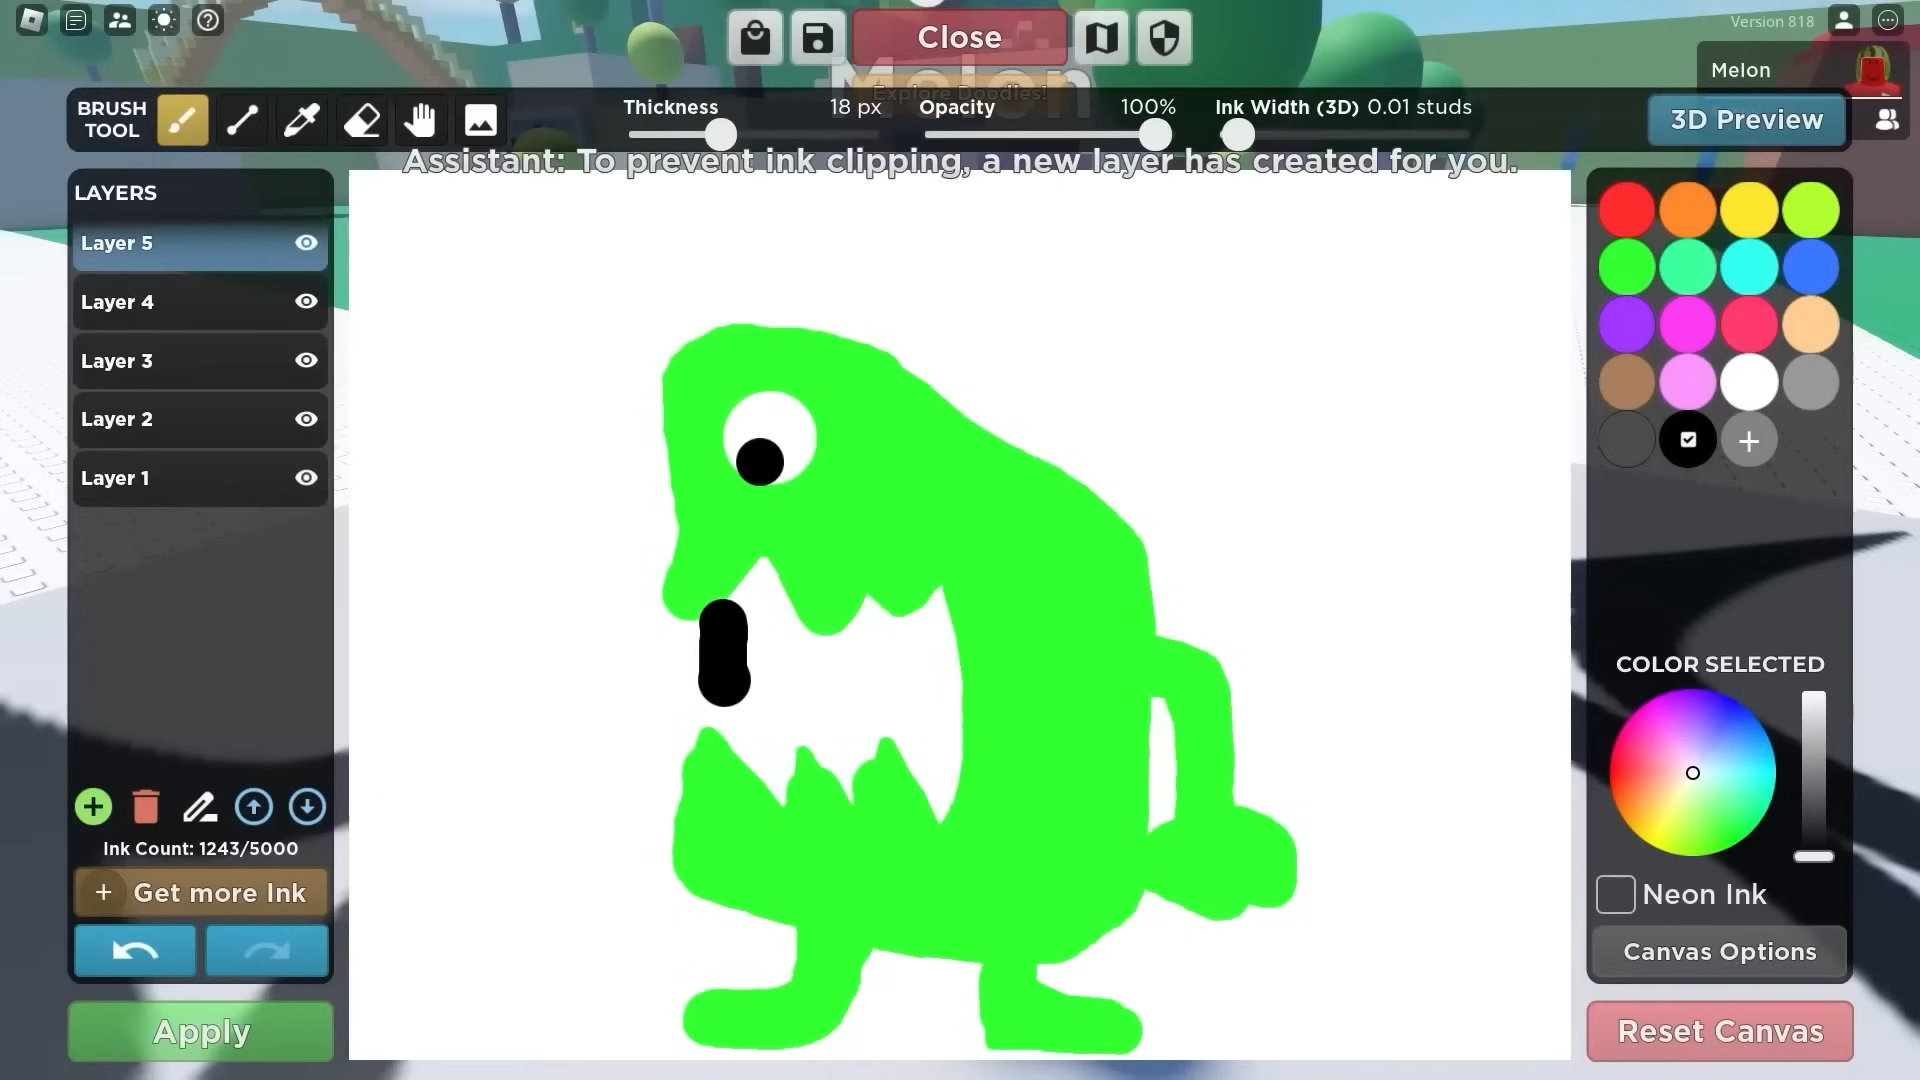 Version 818
Close
Melon
Melon
Explore Doodles!
BRUSH
TOOL
Thickness 18 px
Opacity 100%
Ink Width (3D) 0.01 studs
3D Preview
Assistant: To prevent ink clipping, a new layer has created for you.
LAYERS
Layer 5
Layer 4
Layer 3
Layer 2
Layer 1
Ink Count: 1243/5000
+ Get more Ink
Apply
COLOR SELECTED
Neon Ink
Canvas Options
Reset Canvas